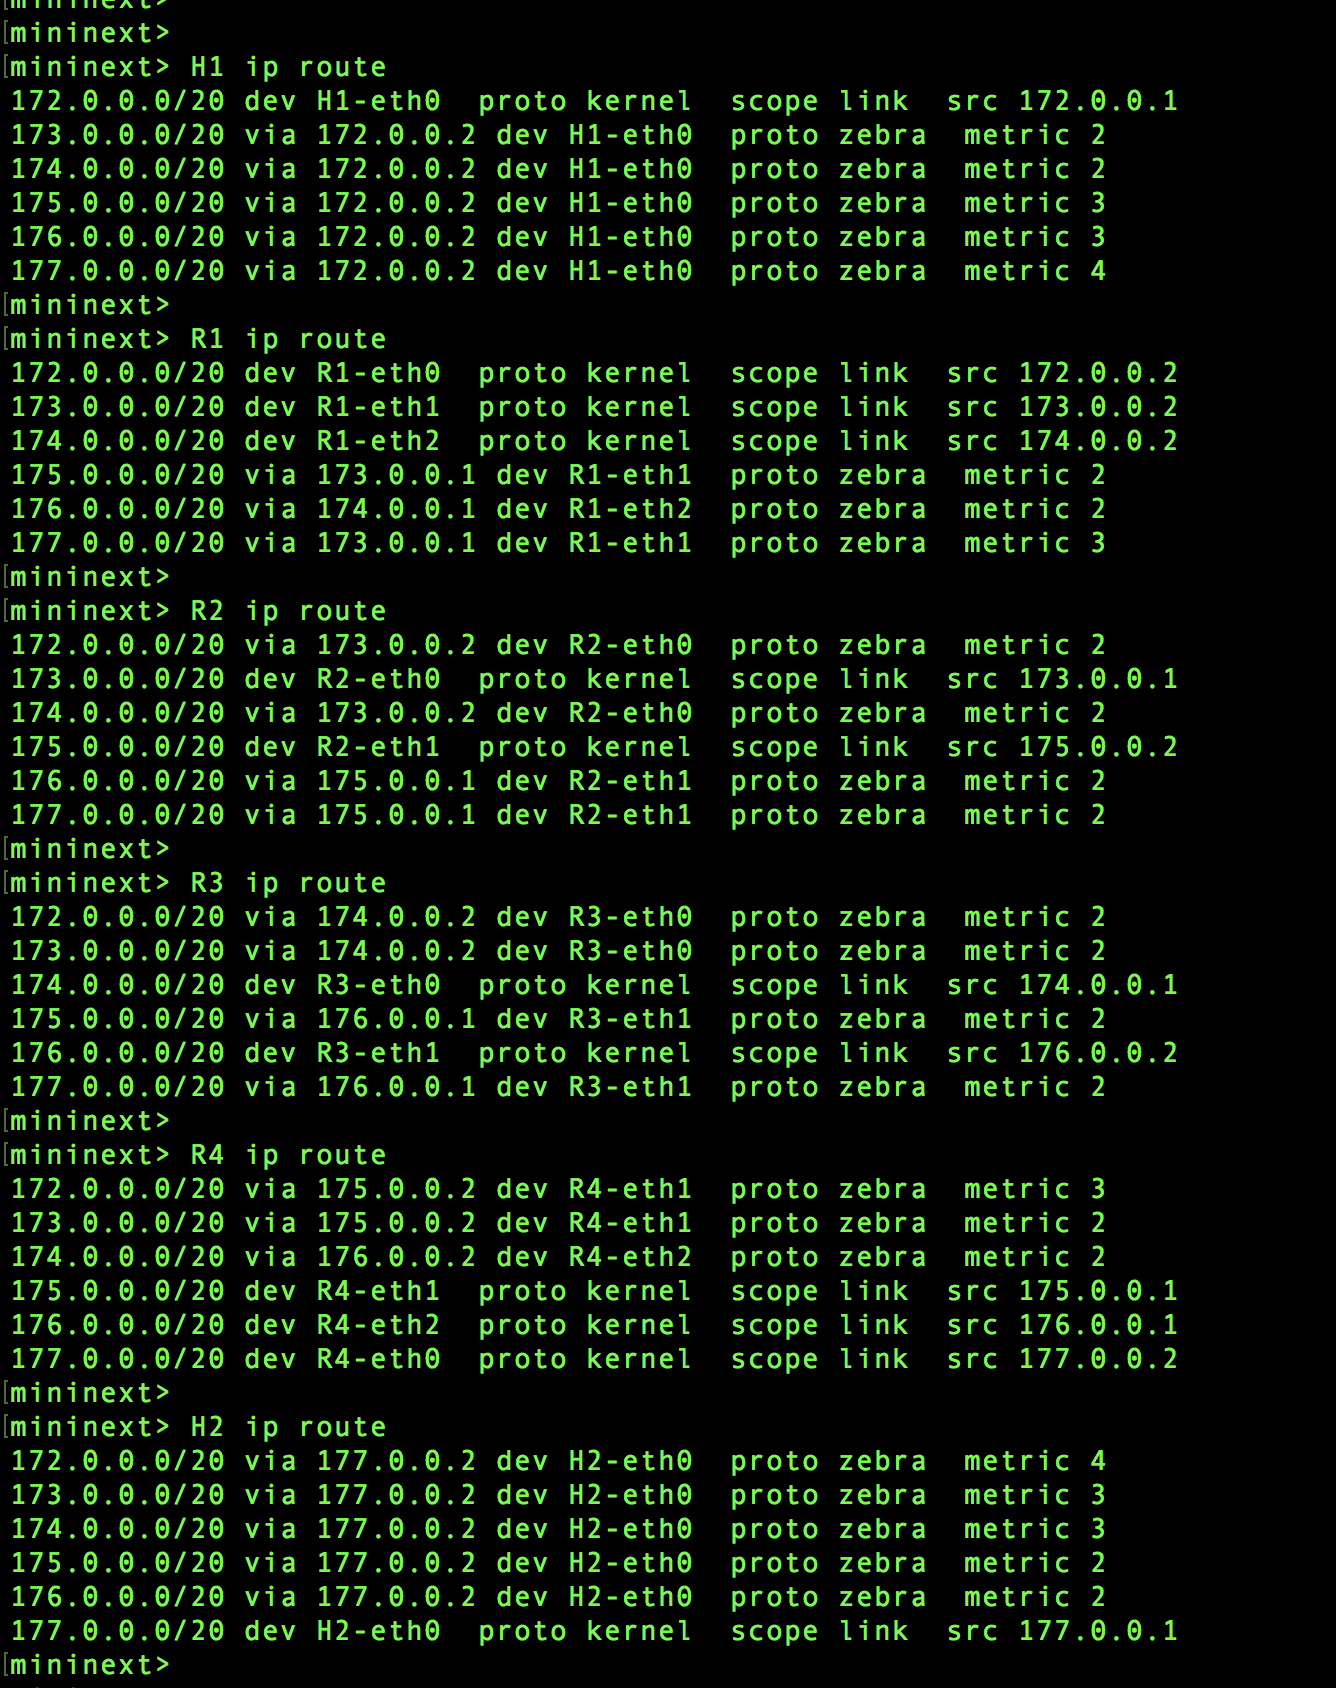 mininext>
[mininext>
[mininext> H1 ip route
172.0.0.0/20 dev H1-eth0  proto kernel  scope link  src 172.0.0.1
173.0.0.0/20 via 172.0.0.2 dev H1-eth0  proto zebra  metric 2
174.0.0.0/20 via 172.0.0.2 dev H1-eth0  proto zebra  metric 2
175.0.0.0/20 via 172.0.0.2 dev H1-eth0  proto zebra  metric 3
176.0.0.0/20 via 172.0.0.2 dev H1-eth0  proto zebra  metric 3
177.0.0.0/20 via 172.0.0.2 dev H1-eth0  proto zebra  metric 4
[mininext>
[mininext> R1 ip route
172.0.0.0/20 dev R1-eth0  proto kernel  scope link  src 172.0.0.2
173.0.0.0/20 dev R1-eth1  proto kernel  scope link  src 173.0.0.2
174.0.0.0/20 dev R1-eth2  proto kernel  scope link  src 174.0.0.2
175.0.0.0/20 via 173.0.0.1 dev R1-eth1  proto zebra  metric 2
176.0.0.0/20 via 174.0.0.1 dev R1-eth2  proto zebra  metric 2
177.0.0.0/20 via 173.0.0.1 dev R1-eth1  proto zebra  metric 3
[mininext>
[mininext> R2 ip route
172.0.0.0/20 via 173.0.0.2 dev R2-eth0  proto zebra  metric 2
173.0.0.0/20 dev R2-eth0  proto kernel  scope link  src 173.0.0.1
174.0.0.0/20 via 173.0.0.2 dev R2-eth0  proto zebra  metric 2
175.0.0.0/20 dev R2-eth1  proto kernel  scope link  src 175.0.0.2
176.0.0.0/20 via 175.0.0.1 dev R2-eth1  proto zebra  metric 2
177.0.0.0/20 via 175.0.0.1 dev R2-eth1  proto zebra  metric 2
[mininext>
[mininext> R3 ip route
172.0.0.0/20 via 174.0.0.2 dev R3-eth0  proto zebra  metric 2
173.0.0.0/20 via 174.0.0.2 dev R3-eth0  proto zebra  metric 2
174.0.0.0/20 dev R3-eth0  proto kernel  scope link  src 174.0.0.1
175.0.0.0/20 via 176.0.0.1 dev R3-eth1  proto zebra  metric 2
176.0.0.0/20 dev R3-eth1  proto kernel  scope link  src 176.0.0.2
177.0.0.0/20 via 176.0.0.1 dev R3-eth1  proto zebra  metric 2
[mininext>
[mininext> R4 ip route
172.0.0.0/20 via 175.0.0.2 dev R4-eth1  proto zebra  metric 3
173.0.0.0/20 via 175.0.0.2 dev R4-eth1  proto zebra  metric 2
174.0.0.0/20 via 176.0.0.2 dev R4-eth2  proto zebra  metric 2
175.0.0.0/20 dev R4-eth1  proto kernel  scope link  src 175.0.0.1
176.0.0.0/20 dev R4-eth2  proto kernel  scope link  src 176.0.0.1
177.0.0.0/20 dev R4-eth0  proto kernel  scope link  src 177.0.0.2
[mininext>
[mininext> H2 ip route
172.0.0.0/20 via 177.0.0.2 dev H2-eth0  proto zebra  metric 4
173.0.0.0/20 via 177.0.0.2 dev H2-eth0  proto zebra  metric 3
174.0.0.0/20 via 177.0.0.2 dev H2-eth0  proto zebra  metric 3
175.0.0.0/20 via 177.0.0.2 dev H2-eth0  proto zebra  metric 2
176.0.0.0/20 via 177.0.0.2 dev H2-eth0  proto zebra  metric 2
177.0.0.0/20 dev H2-eth0  proto kernel  scope link  src 177.0.0.1
[mininext>